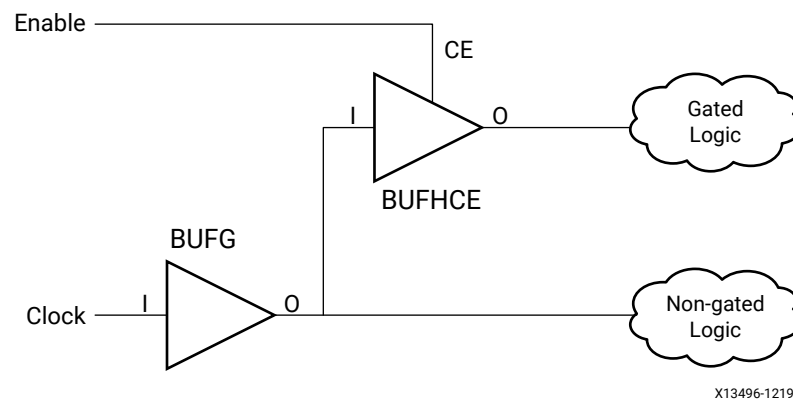 Enable
CE
I
O
Gated
Logic
BUFHCE
BUFG
I
O
Clock
Non-gated
Logic
X13496-1219